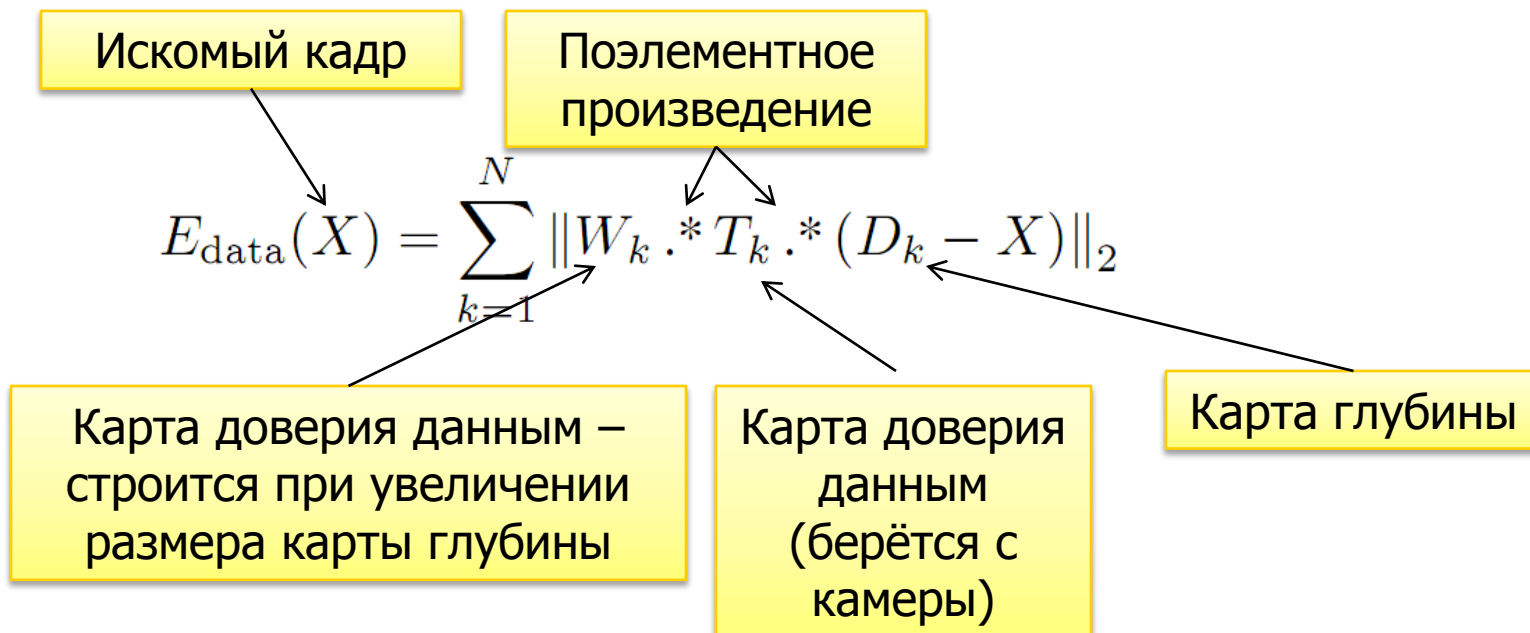 Искомый кадр
Поэлементное
произведение
E_data(X) = \sum_{k=1}^{N} ‖W_k .* T_k .* (D_k − X)‖_2
Карта доверия данным –
строится при увеличении
размера карты глубины
Карта доверия
данным
(берётся с
камеры)
Карта глубины